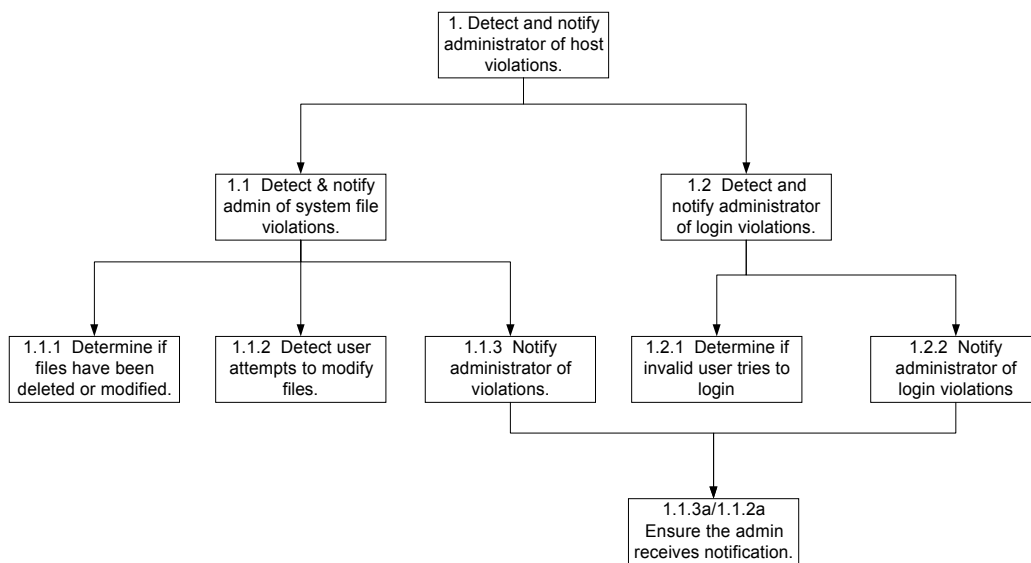 1. Detect and notify
administrator of host
violations.
1.1 Detect & notify
admin of system file
violations.
1.2 Detect and
notify administrator
of login violations.
1.1.1 Determine if
files have been
deleted or modified.
1.1.2 Detect user
attempts to modify
files.
1.1.3 Notify
administrator of
violations.
1.2.1 Determine if
invalid user tries to
login
1.2.2 Notify
administrator of
login violations
1.1.3a/1.1.2a
Ensure the admin
receives notification.